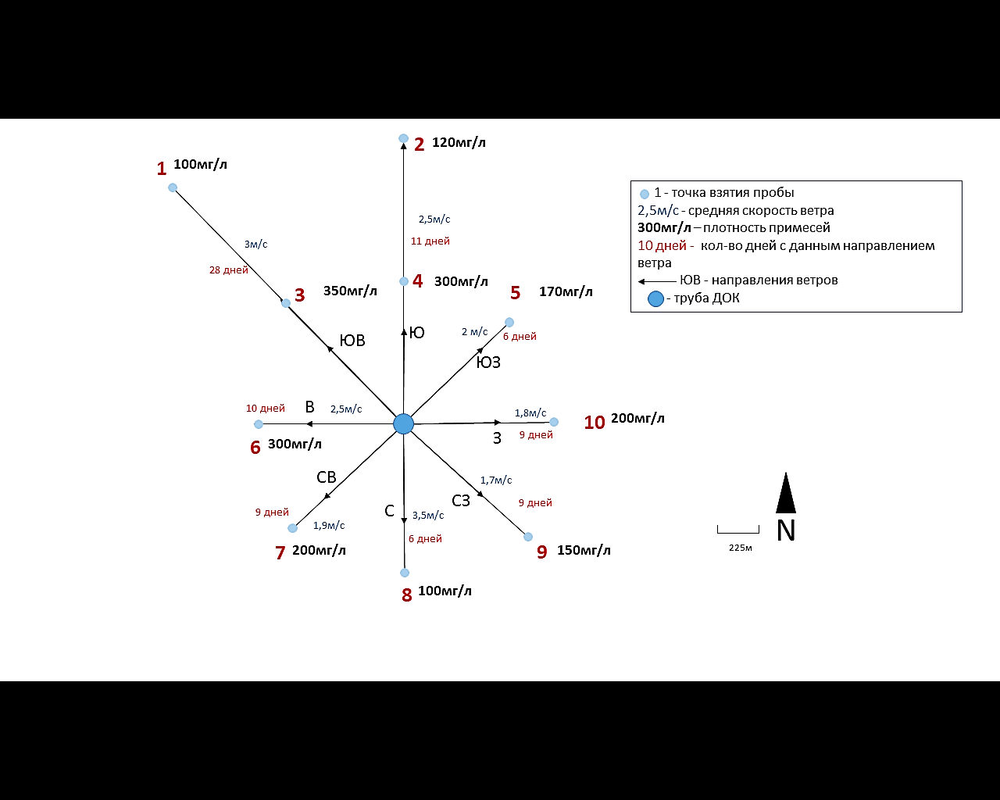 2 120мг/л
1 100мг/л
1 - точка взятия пробы
2,5м/с - средняя скорость ветра
300мг/л – плотность примесей
10 дней - кол-во дней с данным направлением
ветра
ЮВ - направления ветров
- труба ДОК
2,5м/с
11 дней
3м/с
28 дней
4 300мг/л
3 350мг/л
5 170мг/л
2 м/с
6 дней
Ю
ЮВ
ЮЗ
10 дней
В
2,5м/с
1,8м/с
10 200мг/л
З
9 дней
6 300мг/л
СВ
1,7м/с
СЗ
9 дней
С
3,5м/с
9 дней
1,9м/с
6 дней
7 200мг/л
9 150мг/л
8 100мг/л
N
225м